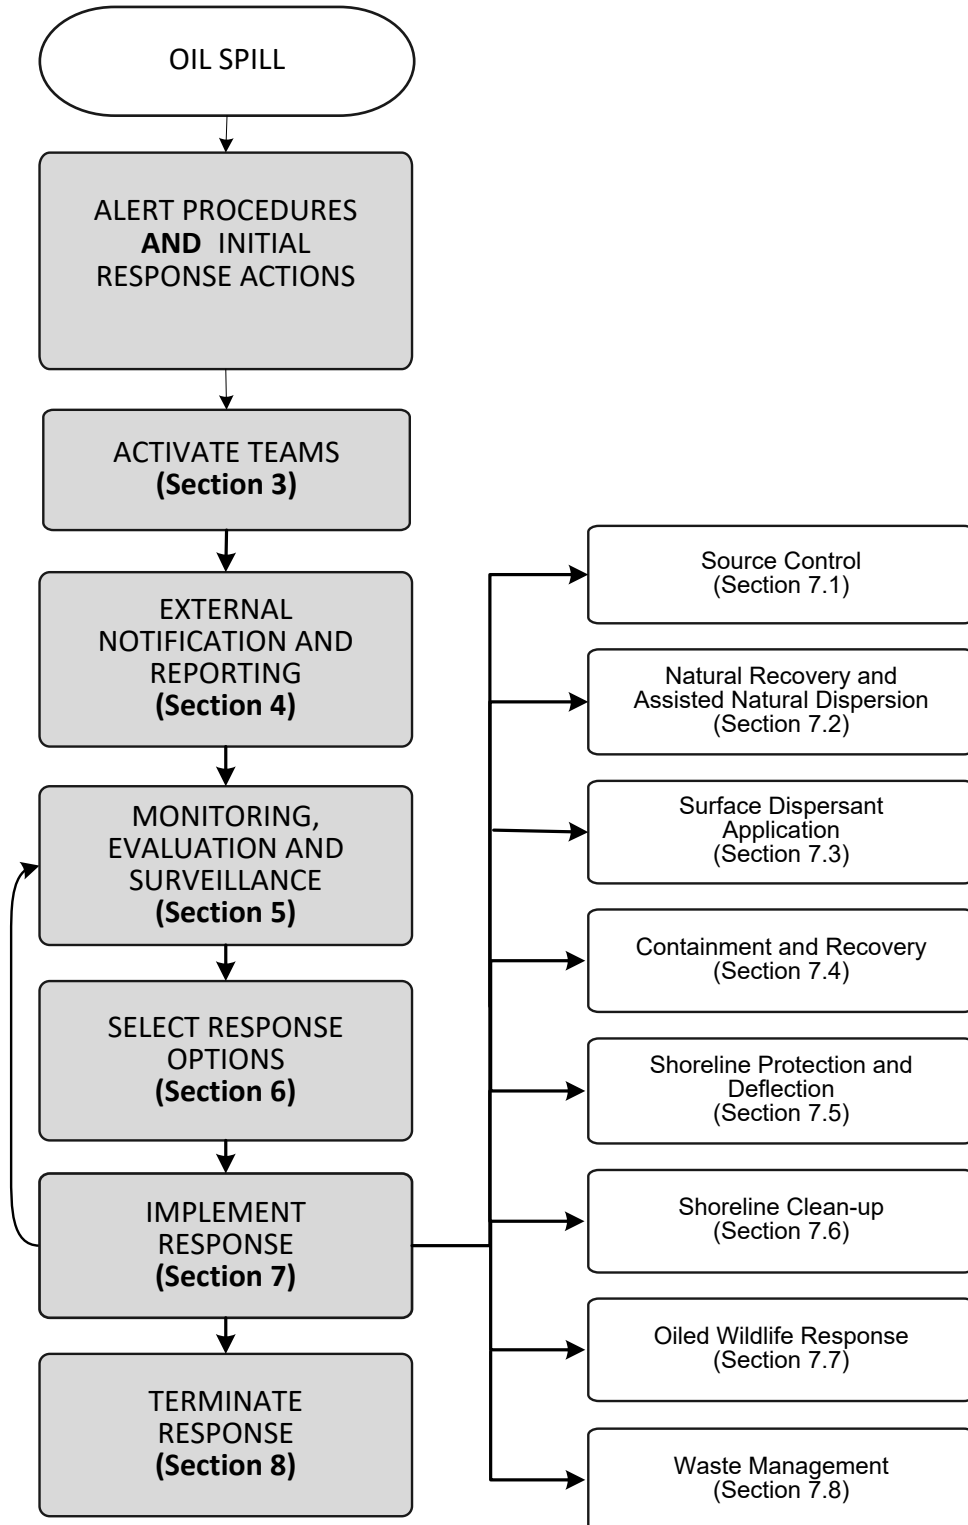 OIL SPILL
ALERT PROCEDURES
AND INITIAL
RESPONSE ACTIONS
ACTIVATE TEAMS
(Section 3)
EXTERNAL
NOTIFICATION AND
REPORTING
(Section 4)
MONITORING,
EVALUATION AND
SURVEILLANCE
(Section 5)
SELECT RESPONSE
OPTIONS
(Section 6)
IMPLEMENT
RESPONSE
(Section 7)
TERMINATE
RESPONSE
(Section 8)
Source Control
(Section 7.1)
Natural Recovery and
Assisted Natural Dispersion
(Section 7.2)
Surface Dispersant
Application
(Section 7.3)
Containment and Recovery
(Section 7.4)
Shoreline Protection and
Deflection
(Section 7.5)
Shoreline Clean-up
(Section 7.6)
Oiled Wildlife Response
(Section 7.7)
Waste Management
(Section 7.8)